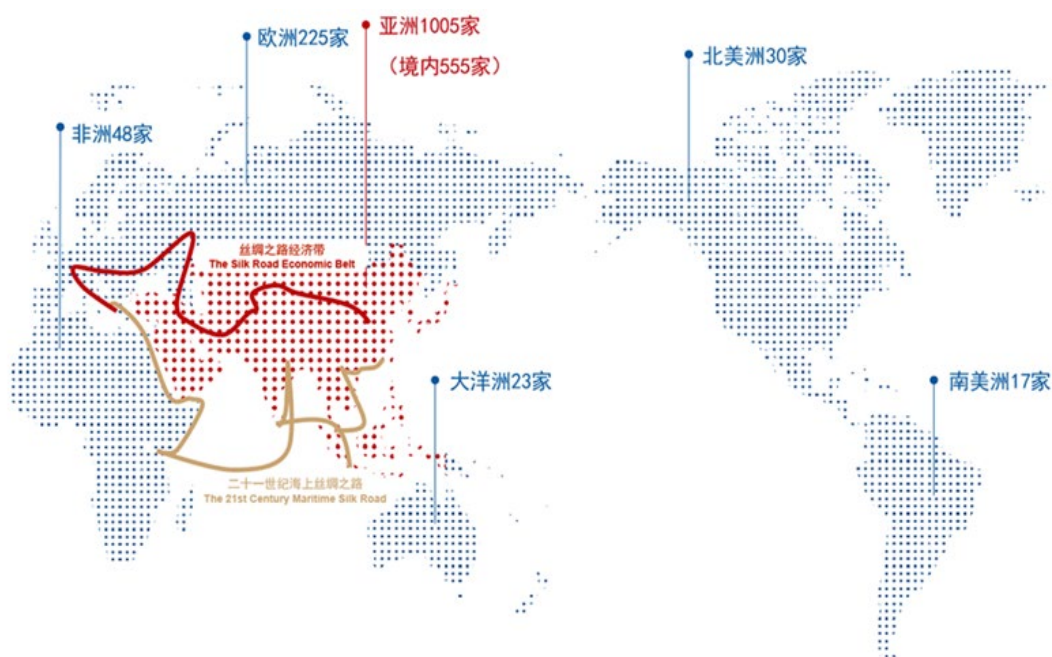 亚洲1005家
（境内555家）
欧洲225家
北美洲30家
非洲48家
丝绸之路经济带
The Silk Road Economic Belt
大洋洲23家
南美洲17家
二十一世纪海上丝绸之路
The 21st Century Maritime Silk Road